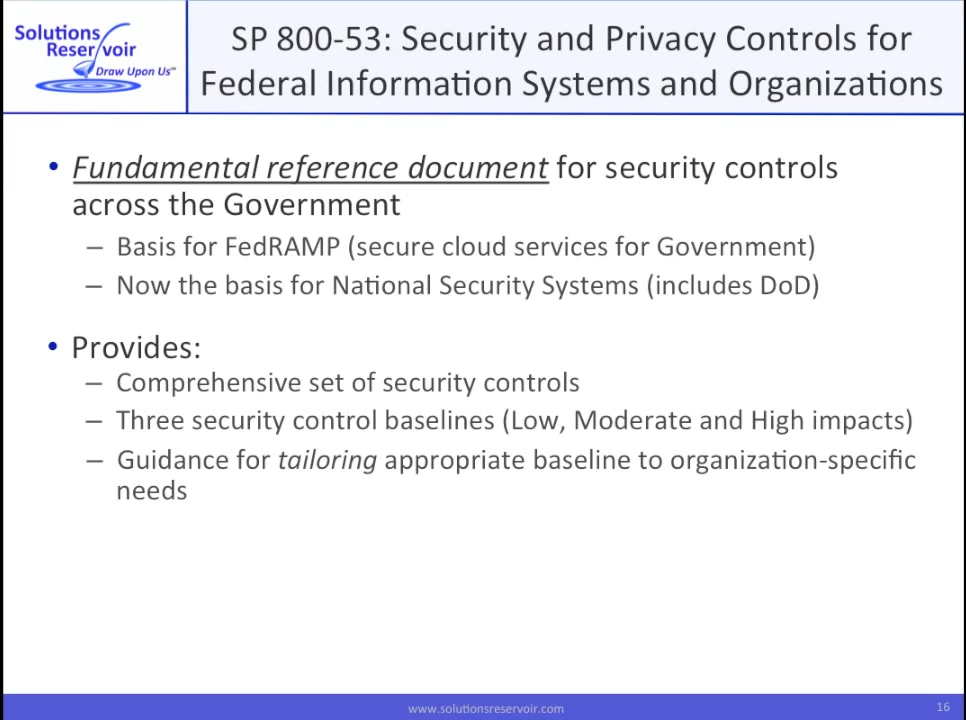 Solutions
Reservoir
Draw Upon Us™
SP 800-53: Security and Privacy Controls for
Federal Information Systems and Organizations
• Fundamental reference document for security controls
across the Government
– Basis for FedRAMP (secure cloud services for Government)
– Now the basis for National Security Systems (includes DoD)
• Provides:
– Comprehensive set of security controls
– Three security control baselines (Low, Moderate and High impacts)
– Guidance for tailoring appropriate baseline to organization-specific
needs
www.solutionsreservoir.com
16